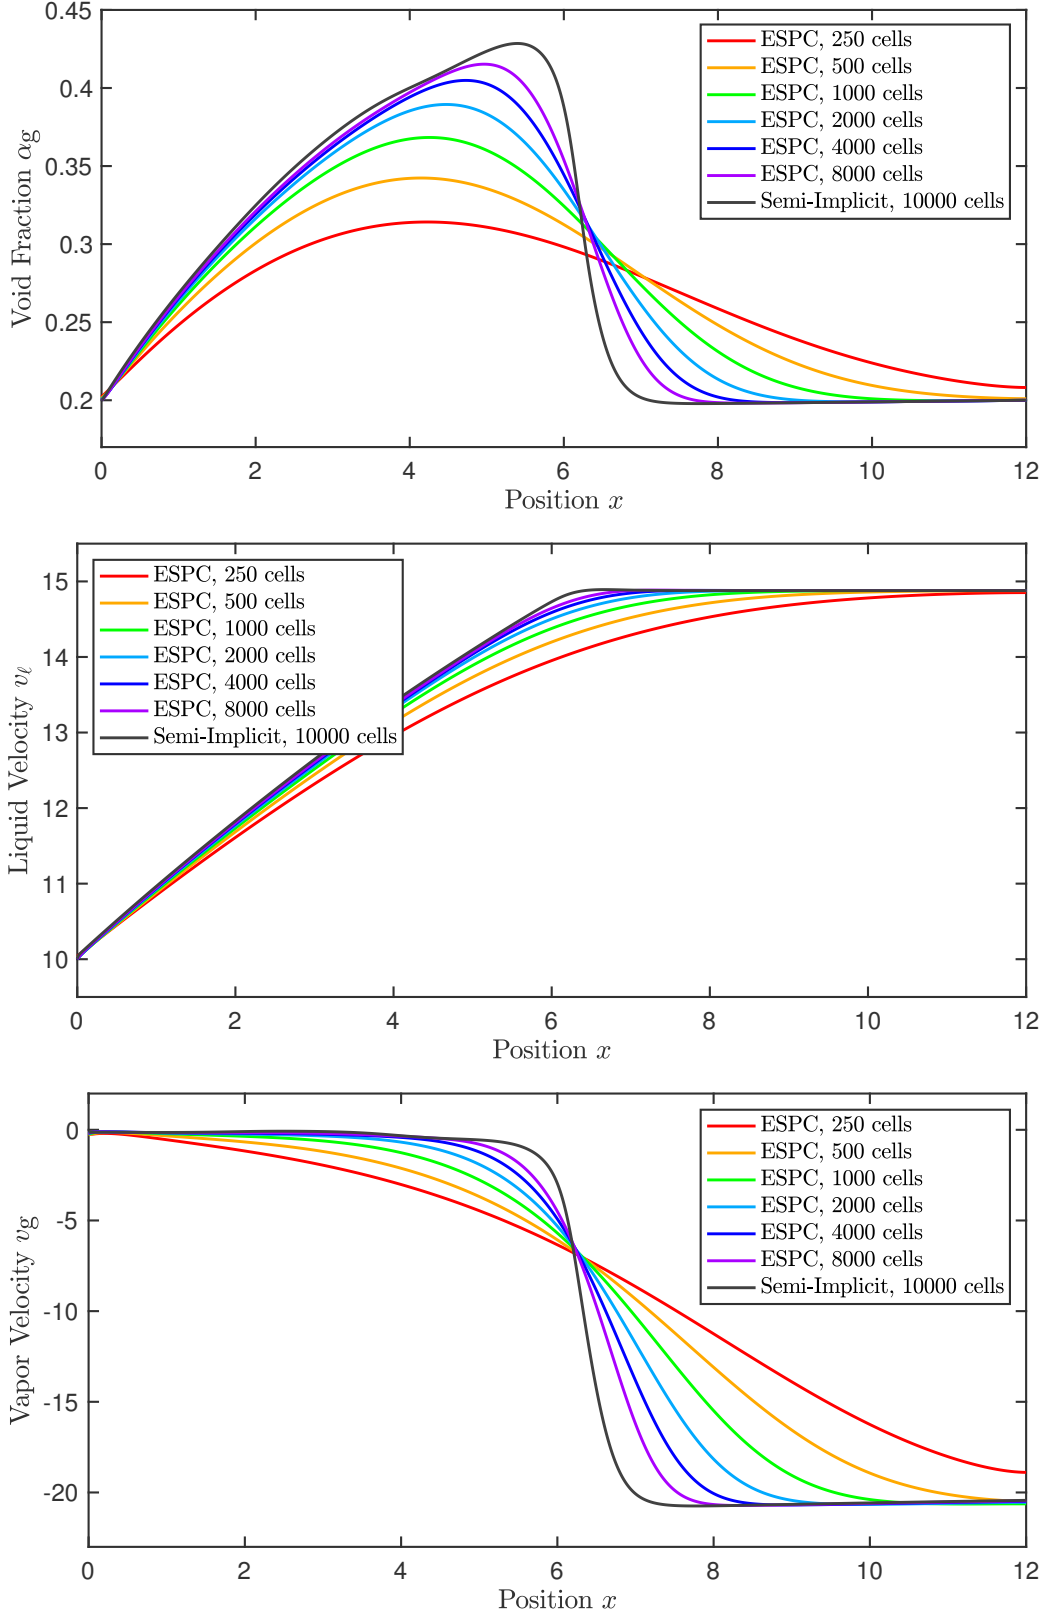 0.45
0.4
0.35
0.3
0.25
0.2
Void Fraction αg
ESPC, 250 cells
ESPC, 500 cells
ESPC, 1000 cells
ESPC, 2000 cells
ESPC, 4000 cells
ESPC, 8000 cells
Semi-Implicit, 10000 cells
0 2 4 6 8 10 12
Position x
15
14
13
12
11
10
Liquid Velocity vℓ
ESPC, 250 cells
ESPC, 500 cells
ESPC, 1000 cells
ESPC, 2000 cells
ESPC, 4000 cells
ESPC, 8000 cells
Semi-Implicit, 10000 cells
0 2 4 6 8 10 12
Position x
0
-5
-10
-15
-20
Vapor Velocity vg
ESPC, 250 cells
ESPC, 500 cells
ESPC, 1000 cells
ESPC, 2000 cells
ESPC, 4000 cells
ESPC, 8000 cells
Semi-Implicit, 10000 cells
0 2 4 6 8 10 12
Position x